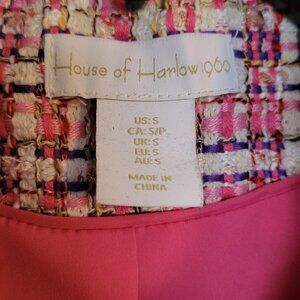 House of Harlow 1960
US: S
CA: S/P
UK: S
EU: S
AU: S
MADE IN
CHINA